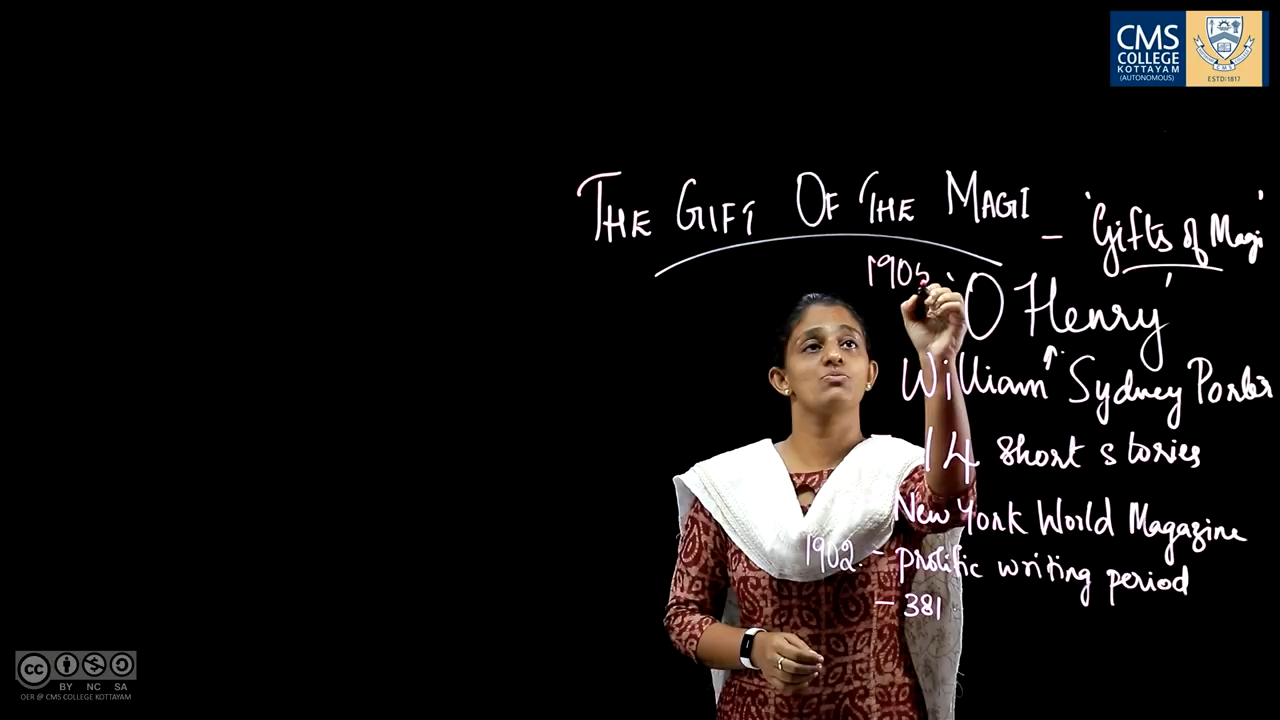 CMS
COLLEGE
KOTTAYAM
(AUTONOMOUS)
ESTD:1817
THE GIFT OF THE MAGI
- 'Gifts of Magi'
1905
'O Henry'
William Sydney Porter
- 14 short stories
New York World Magazine
1902 - prolific writing period
- 381
CC BY NC SA
OER @ CMS COLLEGE KOTTAYAM